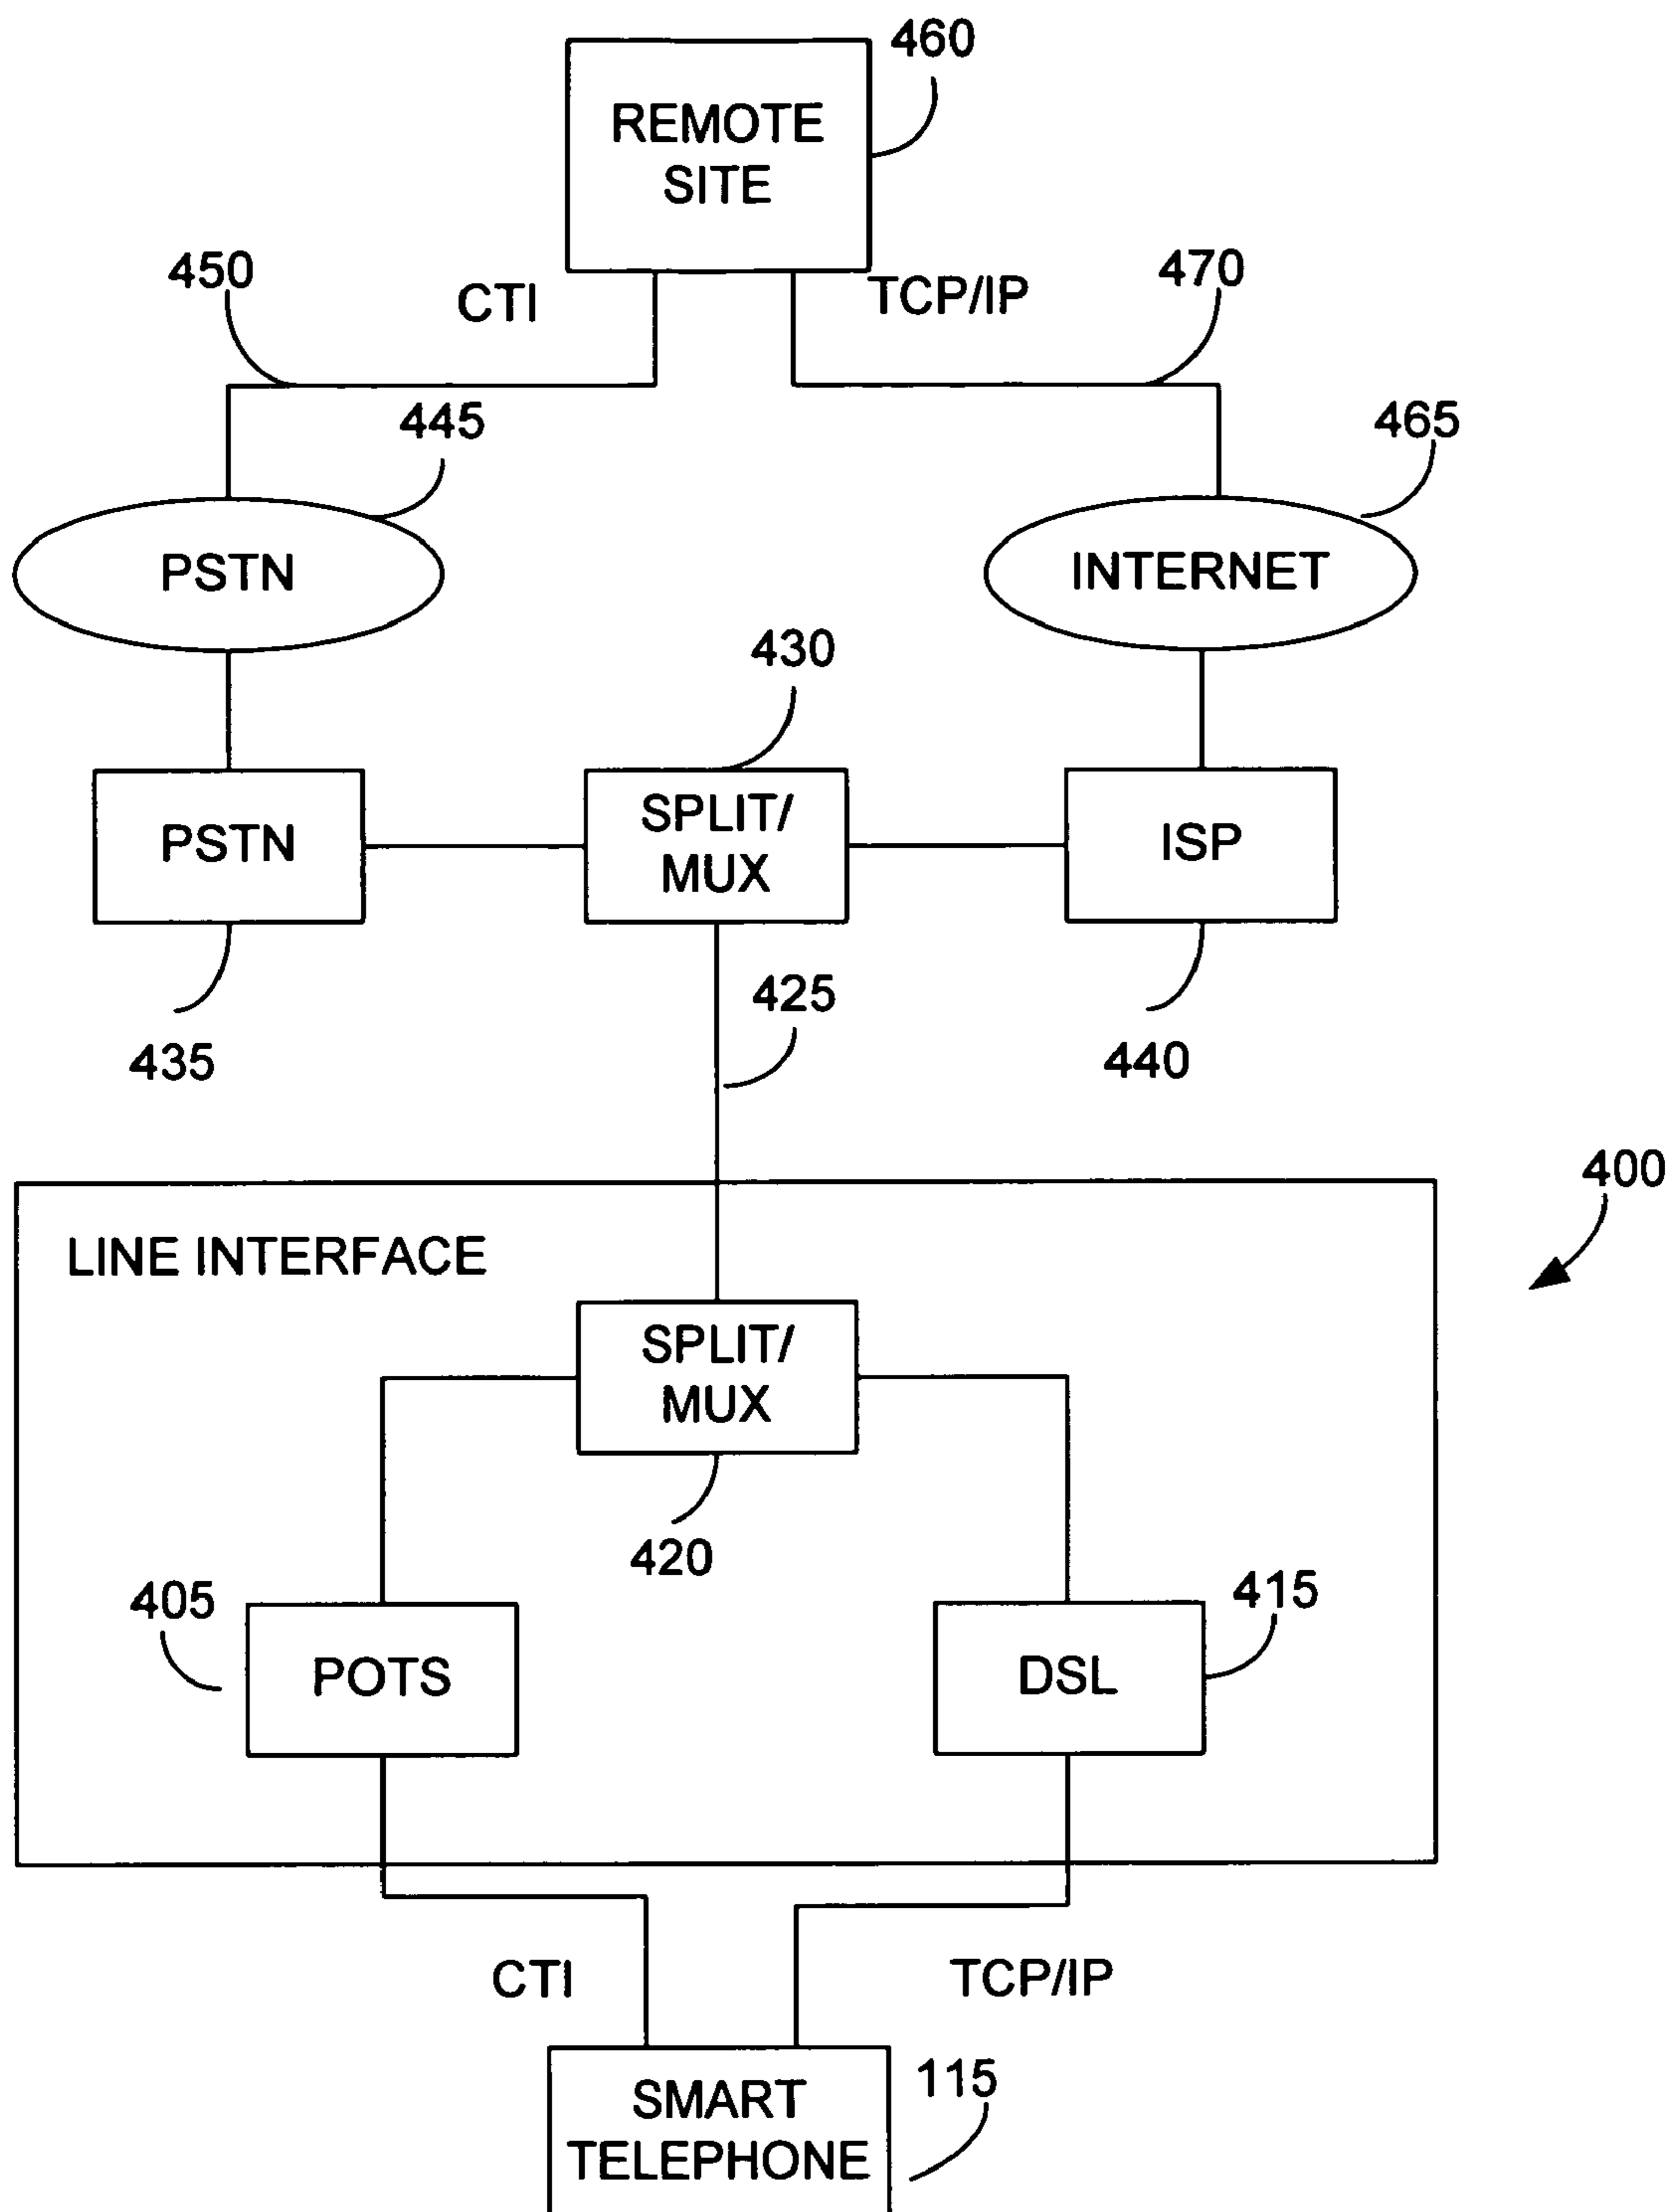 460
REMOTE
SITE
450
CTI
TCP/IP
470
445
465
PSTN
INTERNET
430
PSTN
SPLIT/
MUX
ISP
425
435
440
400
LINE INTERFACE
SPLIT/
MUX
420
405
POTS
415
DSL
CTI
TCP/IP
115
SMART
TELEPHONE